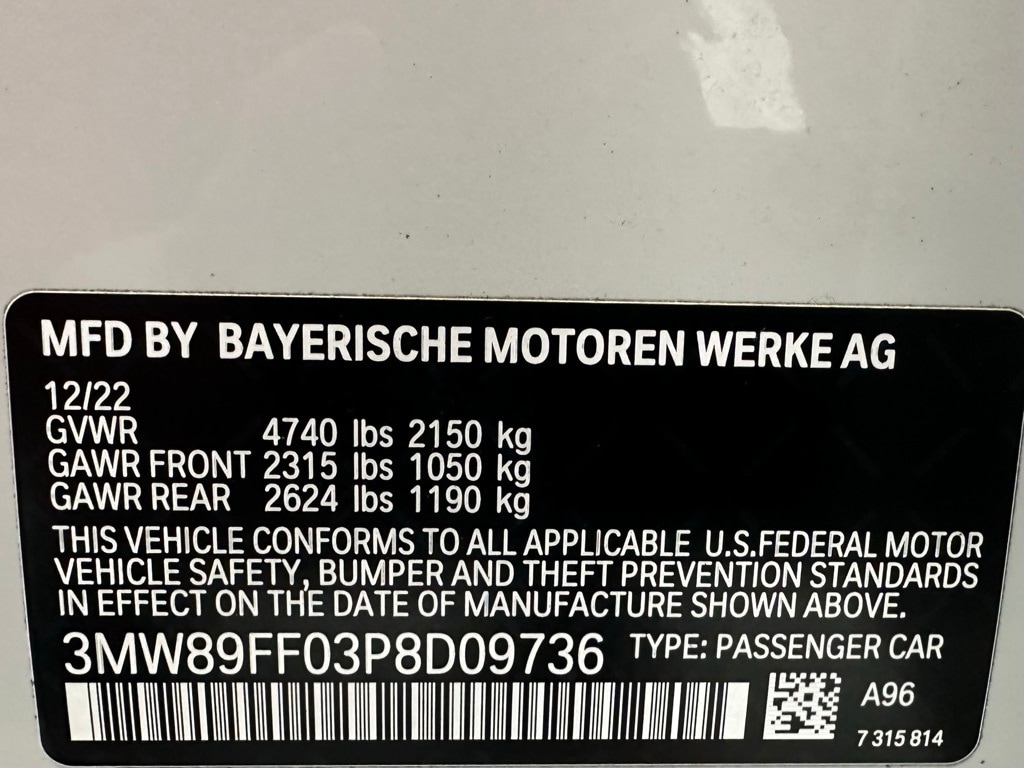 MFD BY BAYERISCHE MOTOREN WERKE AG
12/22
GVWR 4740 lbs 2150 kg
GAWR FRONT 2315 lbs 1050 kg
GAWR REAR 2624 lbs 1190 kg
THIS VEHICLE CONFORMS TO ALL APPLICABLE U.S.FEDERAL MOTOR
VEHICLE SAFETY, BUMPER AND THEFT PREVENTION STANDARDS
IN EFFECT ON THE DATE OF MANUFACTURE SHOWN ABOVE.
3MW89FF03P8D09736 TYPE: PASSENGER CAR
A96
7 315 814